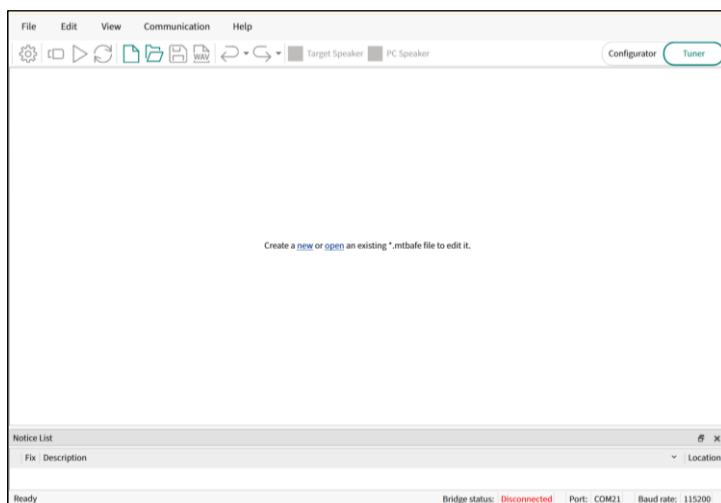 File Edit View Communication Help
WAV Target Speaker PC Speaker Configurator Tuner
Create a new or open an existing *.mtbafe file to edit it.
Notice List
Fix Description Location
Ready Bridge status: Disconnected Port: COM21 Baud rate: 115200